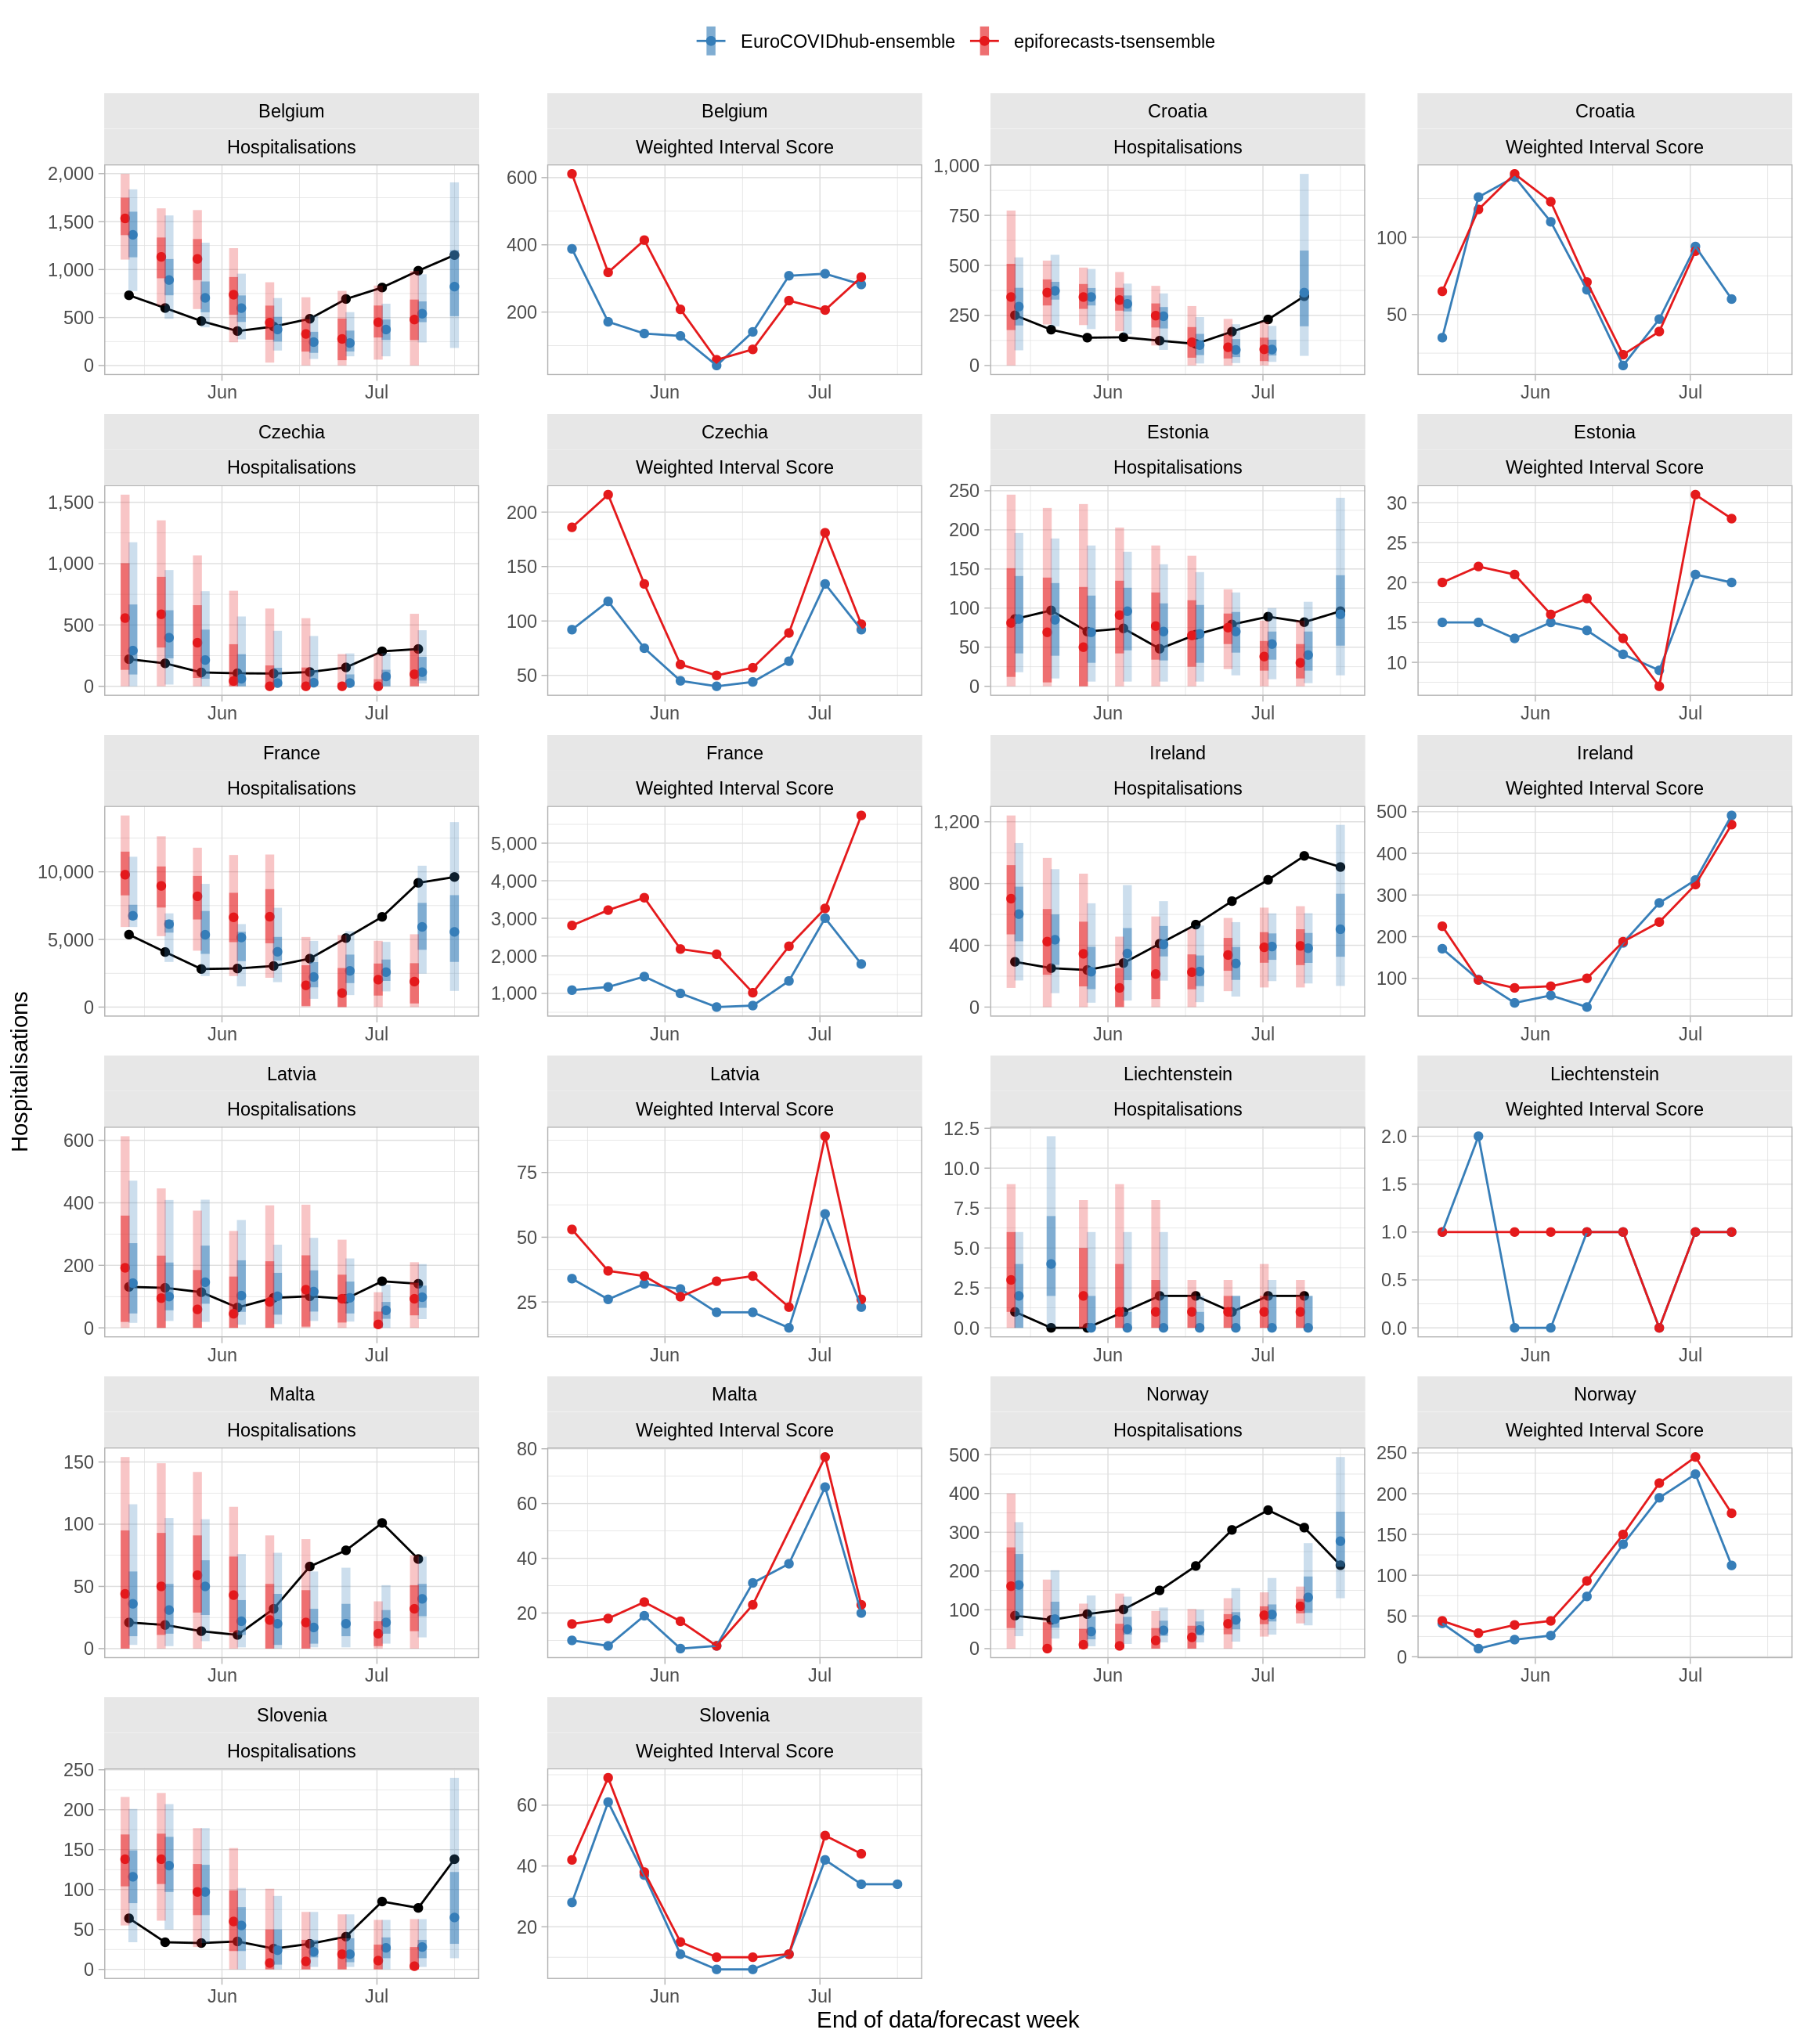 EuroCOVIDhub-ensemble epiforecasts-tsensemble
Belgium Belgium Croatia Croatia
Hospitalisations Weighted Interval Score Hospitalisations Weighted Interval Score
2,000
1,500
1,000
500
0
Jun Jul
600
400
200
Jun Jul
1,000
750
500
250
0
Jun Jul
100
50
Jun Jul
Czechia Czechia Estonia Estonia
Hospitalisations Weighted Interval Score Hospitalisations Weighted Interval Score
1,500
1,000
500
0
Jun Jul
200
150
100
50
Jun Jul
250
200
150
100
50
0
Jun Jul
30
25
20
15
10
Jun Jul
France France Ireland Ireland
Hospitalisations Weighted Interval Score Hospitalisations Weighted Interval Score
10,000
5,000
0
Jun Jul
5,000
4,000
3,000
2,000
1,000
Jun Jul
1,200
800
400
0
Jun Jul
500
400
300
200
100
Jun Jul
Hospitalisations
Latvia Latvia Liechtenstein Liechtenstein
Hospitalisations Weighted Interval Score Hospitalisations Weighted Interval Score
600
400
200
0
Jun Jul
75
50
25
Jun Jul
12.5
10.0
7.5
5.0
2.5
0.0
Jun Jul
2.0
1.5
1.0
0.5
0.0
Jun Jul
Malta Malta Norway Norway
Hospitalisations Weighted Interval Score Hospitalisations Weighted Interval Score
150
100
50
0
Jun Jul
80
60
40
20
Jun Jul
500
400
300
200
100
0
Jun Jul
250
200
150
100
50
0
Jun Jul
Slovenia Slovenia
Hospitalisations Weighted Interval Score
250
200
150
100
50
0
Jun Jul
60
40
20
Jun Jul
End of data/forecast week